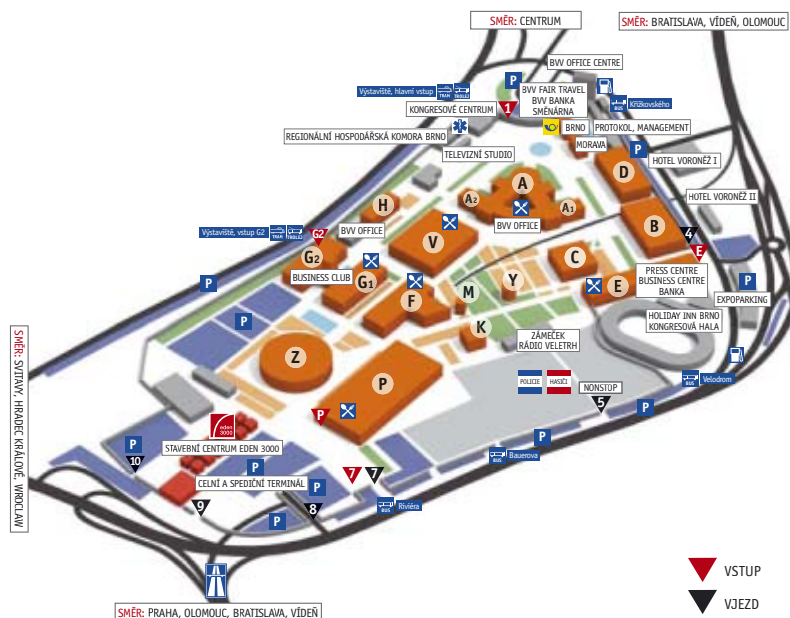 SMĚR: CENTRUM
SMĚR: BRATISLAVA, VÍDEŇ, OLOMOUC
BVV OFFICE CENTRE
P
Výstaviště, hlavní vstup
TRAM
TROLEJ
BVV FAIR TRAVEL
BVV BANKA
SMĚNÁRNA
BUS
Křížkovského
KONGRESOVÉ CENTRUM
1
REGIONÁLNÍ HOSPODÁŘSKÁ KOMORA BRNO
BRNO
PROTOKOL, MANAGEMENT
MORAVA
P
TELEVIZNÍ STUDIO
HOTEL VORONĚŽ I
D
A
H
A2
A1
HOTEL VORONĚŽ II
B
BVV OFFICE
BVV OFFICE
Výstaviště, vstup G2
TRAM
TROLEJ
G2
V
4
E
G2
C
BUSINESS CLUB
G1
Y
E
PRESS CENTRE
BUSINESS CENTRE
BANKA
P
P
M
F
EXPOPARKING
P
K
HOLIDAY INN BRNO
KONGRESOVÁ HALA
ZÁMEČEK
RÁDIO VELETRH
Z
P
POLICIE
HASIČI
NONSTOP
BUS
Velodrom
SMĚR: SVITAVY, HRADEC KRÁLOVÉ, WROCLAW
5
P
P
eden
3000
STAVEBNÍ CENTRUM EDEN 3000
P
10
P
P
BUS
Bauerova
CELNÍ A SPEDIČNÍ TERMINÁL
7
7
P
9
8
P
P
BUS
Riviéra
SMĚR: PRAHA, OLOMOUC, BRATISLAVA, VÍDEŇ
VSTUP
VJEZD